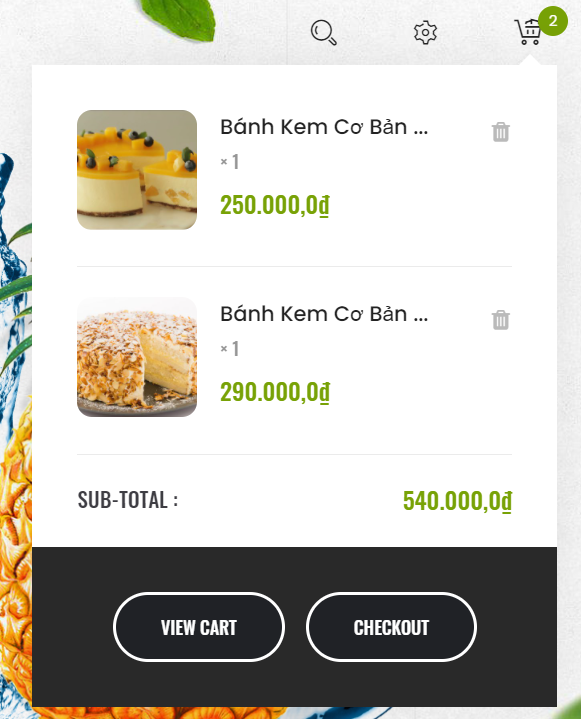 2
Bánh Kem Cơ Bản ...
× 1
250.000,0₫
Bánh Kem Cơ Bản ...
× 1
290.000,0₫
SUB-TOTAL : 540.000,0₫
VIEW CART CHECKOUT